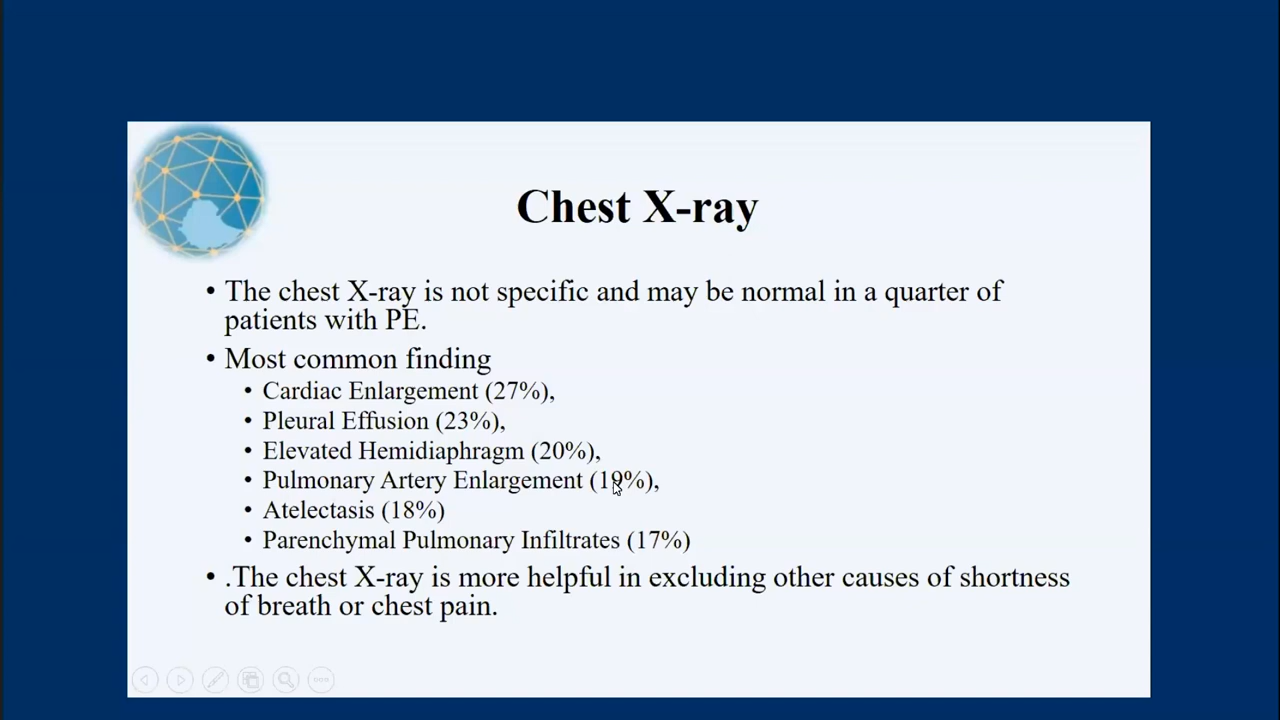 Chest X-ray
• The chest X-ray is not specific and may be normal in a quarter of
patients with PE.
• Most common finding
• Cardiac Enlargement (27%),
• Pleural Effusion (23%),
• Elevated Hemidiaphragm (20%),
• Pulmonary Artery Enlargement (19%),
• Atelectasis (18%)
• Parenchymal Pulmonary Infiltrates (17%)
• .The chest X-ray is more helpful in excluding other causes of shortness
of breath or chest pain.